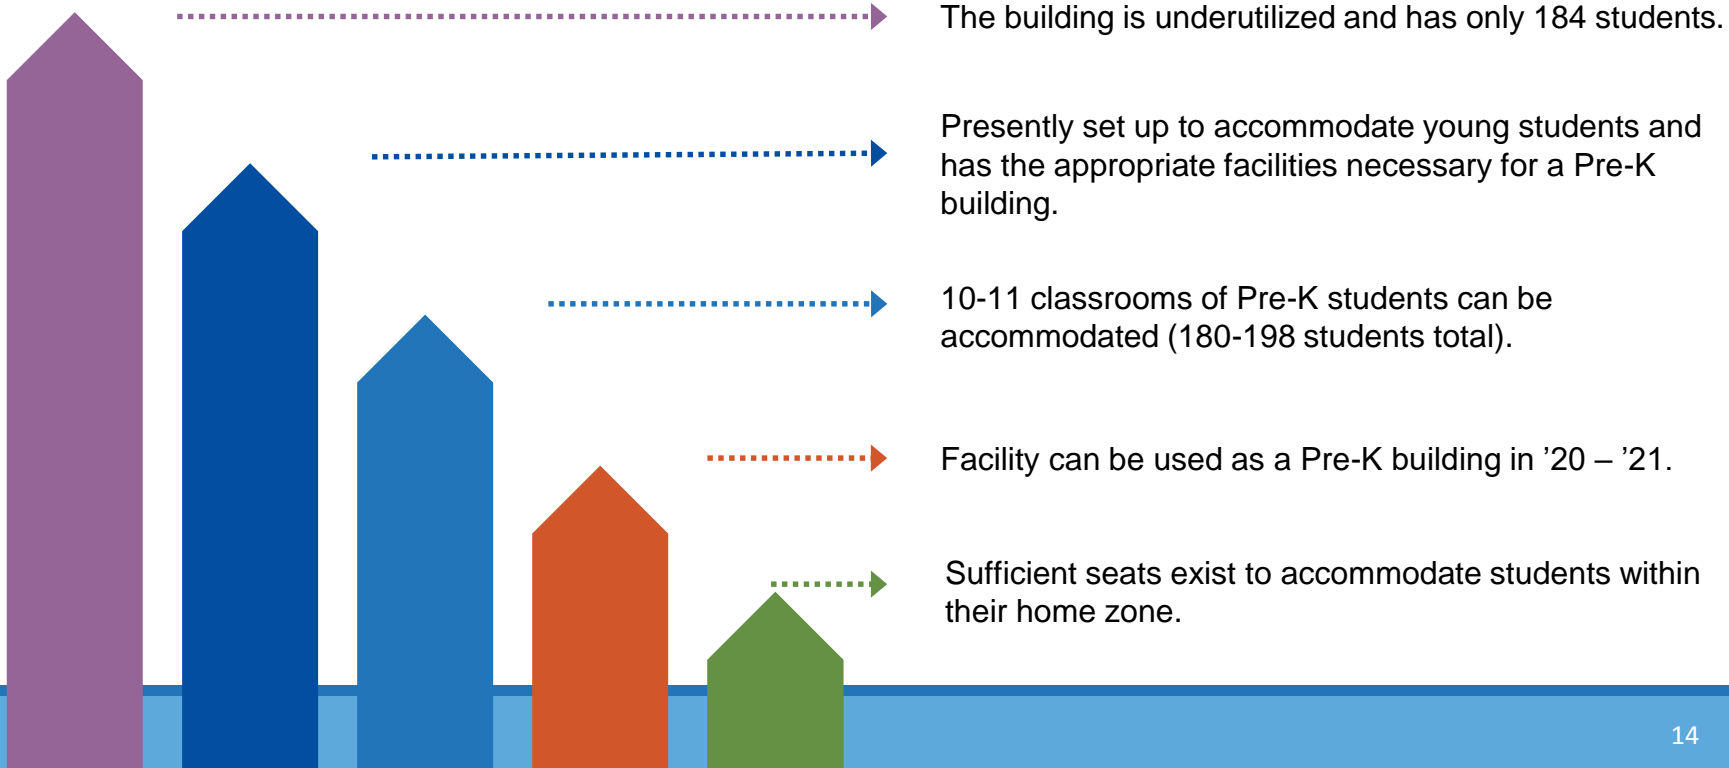 The building is underutilized and has only 184 students.
Presently set up to accommodate young students and
has the appropriate facilities necessary for a Pre-K
building.
10-11 classrooms of Pre-K students can be
accommodated (180-198 students total).
Facility can be used as a Pre-K building in ’20 – ’21.
Sufficient seats exist to accommodate students within
their home zone.
14